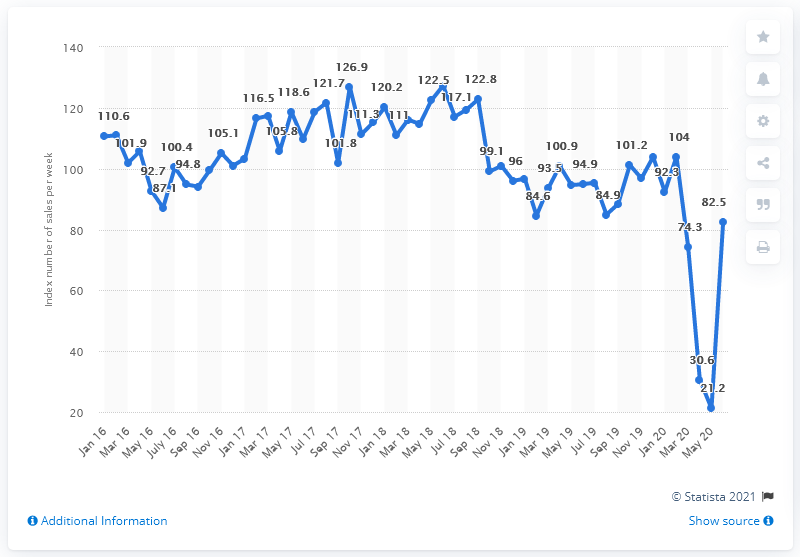 140
120
100
80
60
40
20
Index number of sales per week
110.6
101.9
92.7
87.1
100.4
94.8
105.1
116.5
105.8
118.6
121.7
101.8
126.9
111.3
120.2
111
122.5
117.1
122.8
99.1
96
84.6
93.5
100.9
94.9
84.9
101.2
92.3
104
74.3
30.6
21.2
82.5
Jan 16
Mar 16
May 16
July 16
Sep 16
Nov 16
Jan 17
Mar 17
May 17
Jul 17
Sep 17
Nov 17
Jan 18
Mar 18
May 18
Jul 18
Sep 18
Nov 18
Jan 19
Mar 19
May 19
Jul 19
Sep 19
Nov 19
Jan 20
Mar 20
May 20
© Statista 2021
Additional Information
Show source